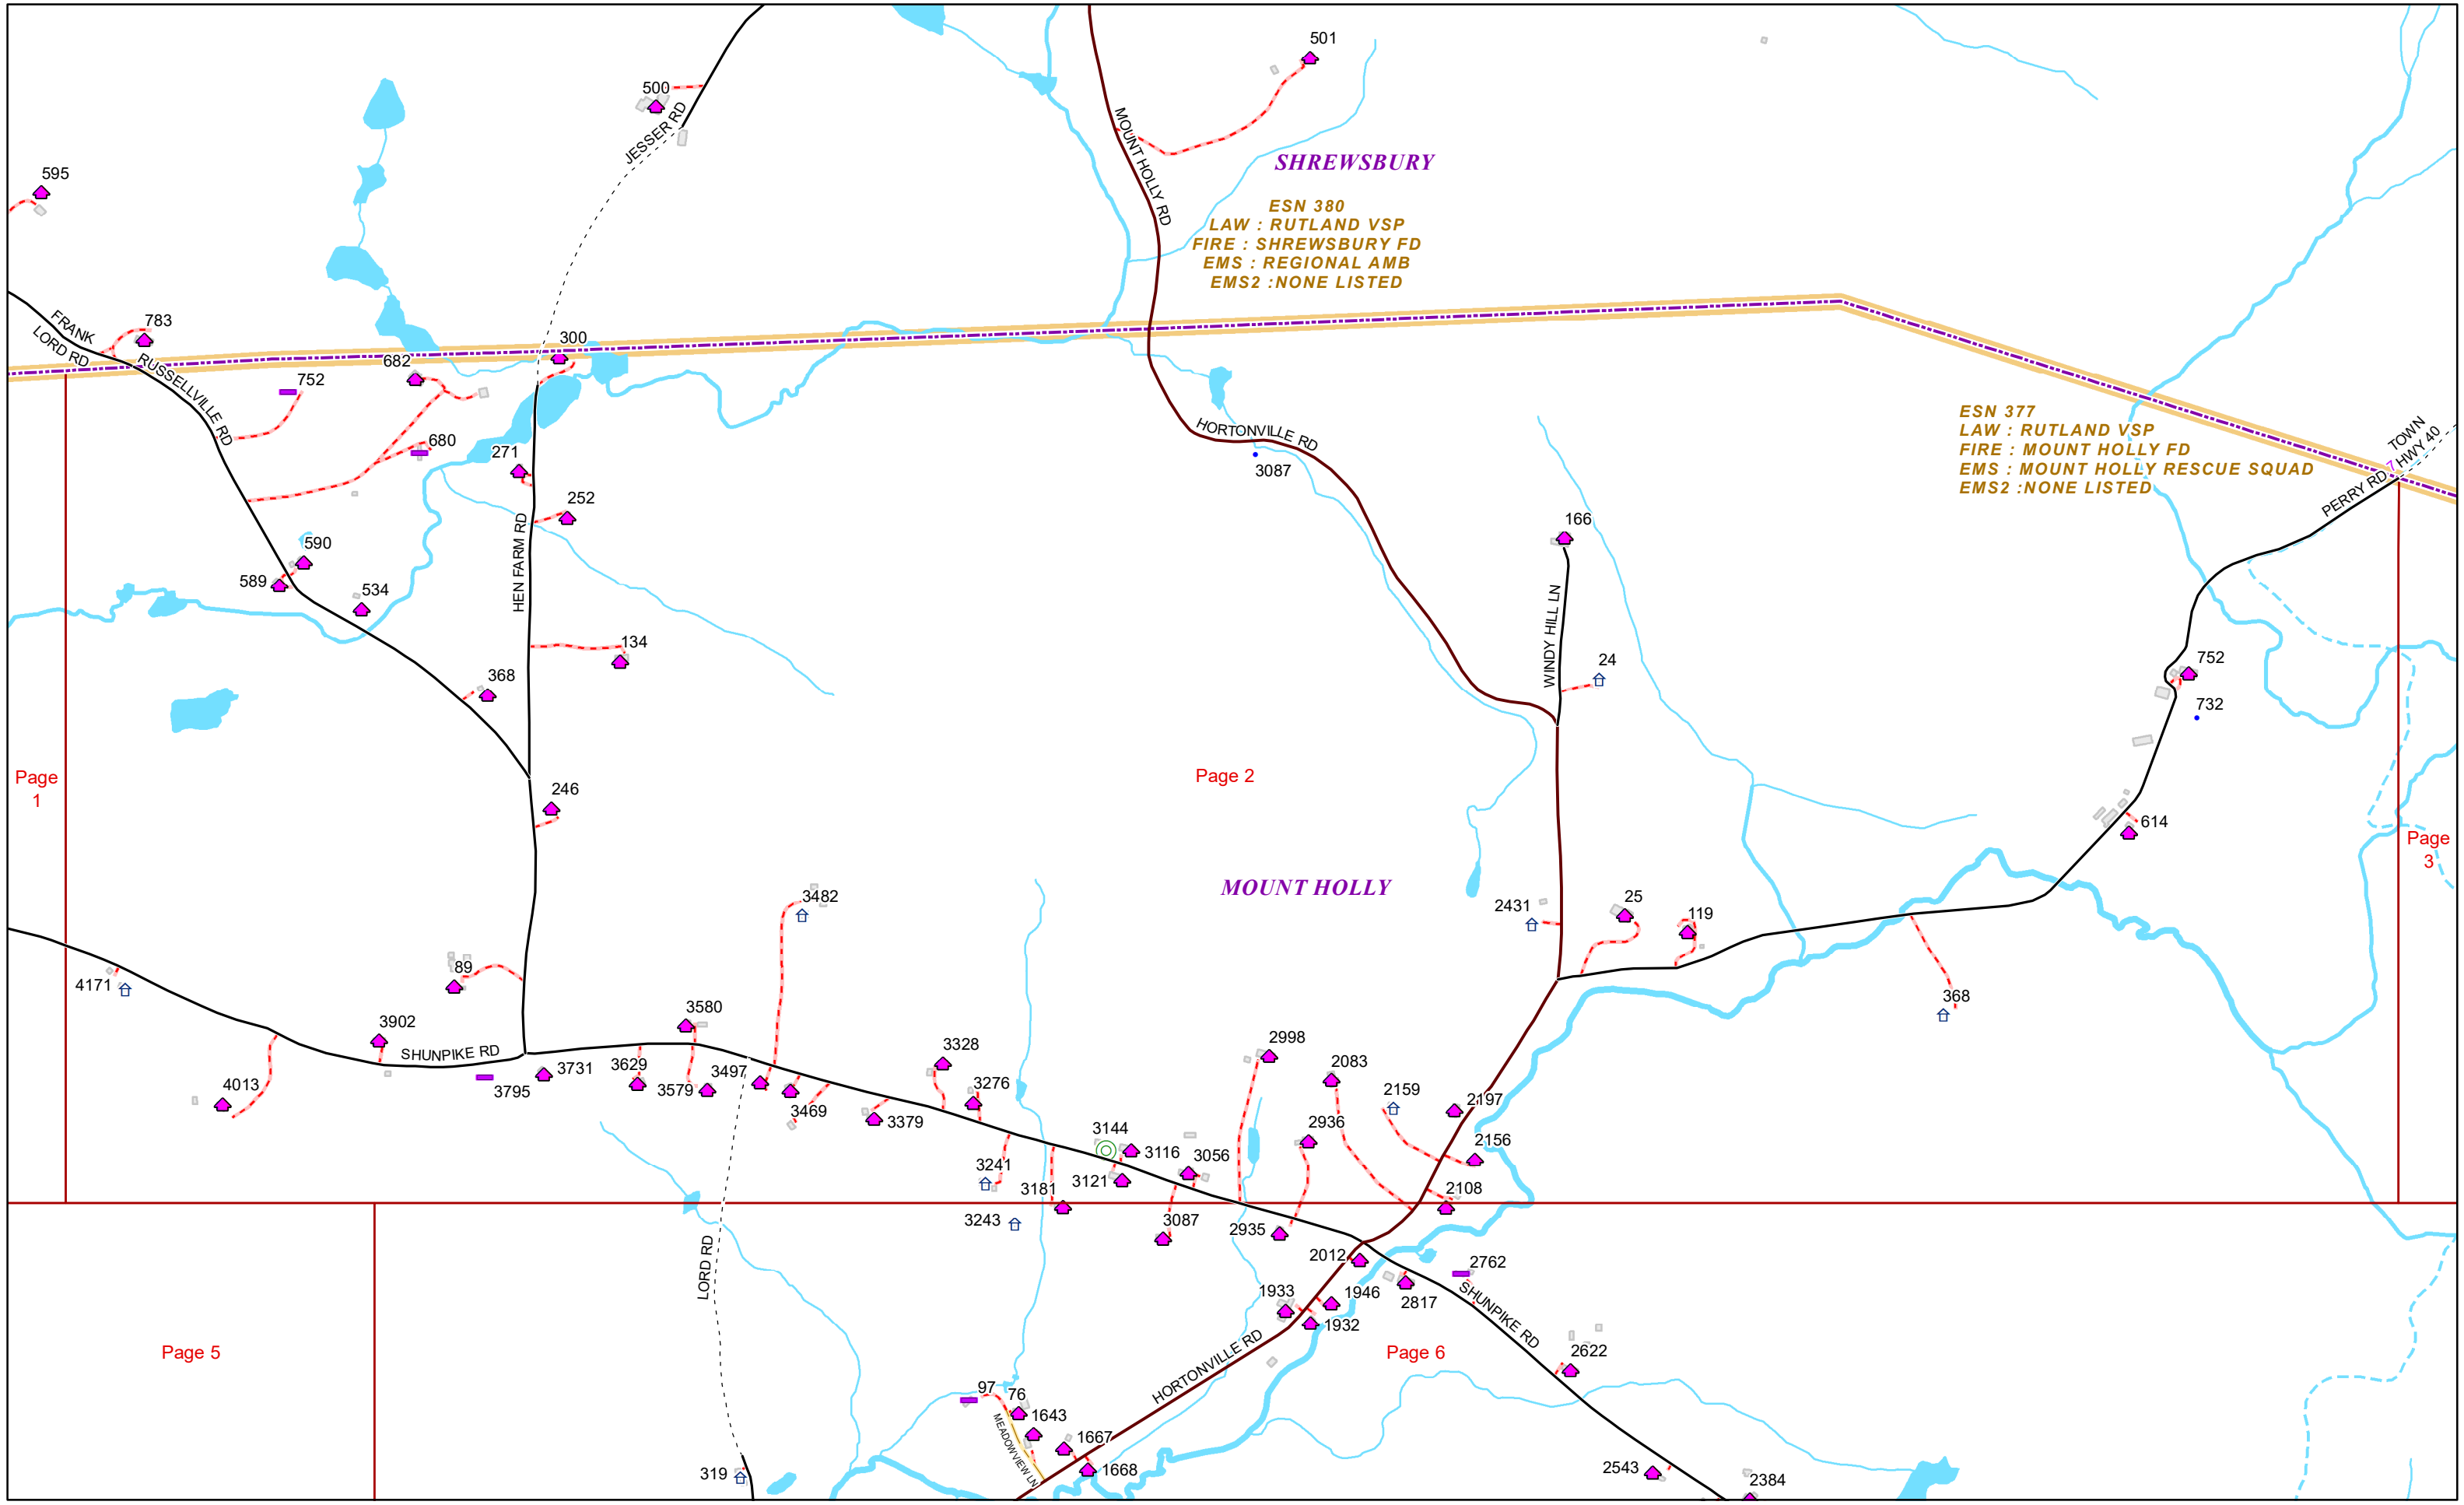 501
500
JESSER RD
MOUNT HOLLY RD
SHREWSBURY
595
ESN 380
LAW : RUTLAND VSP
FIRE : SHREWSBURY FD
EMS : REGIONAL AMB
EMS2 :NONE LISTED
FRANK
LORD RD
783
300
682
RUSSELLVILLE RD
752
680
271
252
HEN FARM RD
HORTONVILLE RD
3087
ESN 377
LAW : RUTLAND VSP
FIRE : MOUNT HOLLY FD
EMS : MOUNT HOLLY RESCUE SQUAD
EMS2 :NONE LISTED
TOWN
HWY 40
7
PERRY RD
166
590
589
534
134
WINDY HILL LN
24
368
752
732
Page
1
Page 2
246
614
Page
3
MOUNT HOLLY
3482
2431
25
119
89
4171
368
3902
SHUNPIKE RD
3580
3328
2998
2083
3731
3629
3579
3497
3795
4013
3469
3276
3379
2159
2197
2936
3144
3116
3056
2156
3241
3121
3181
2108
3243
3087
2935
LORD RD
2012
2762
1933
1946
2817
1932
SHUNPIKE RD
Page 5
Page 6
2622
HORTONVILLE RD
97
76
1643
MEADOWVIEW LN
1667
1668
319
2543
2384